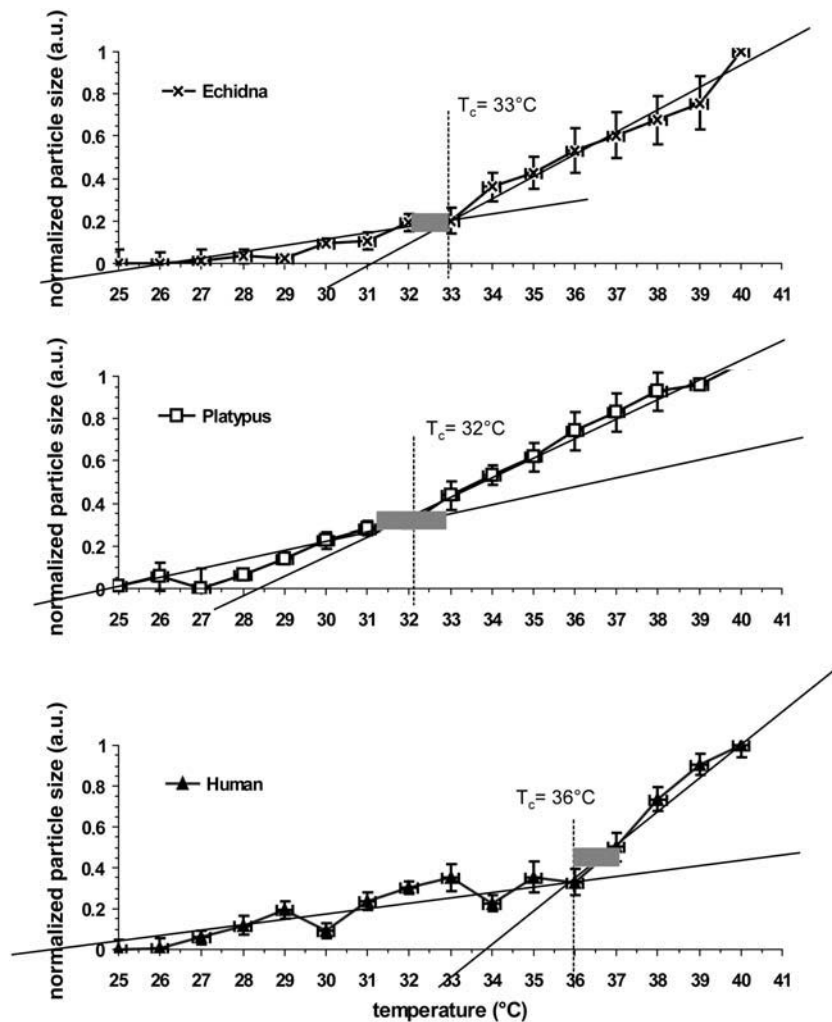 normalized particle size (a.u.)
1
0.8
0.6
0.4
0.2
0
Echidna
Tc= 33°C
25 26 27 28 29 30 31 32 33 34 35 36 37 38 39 40 41
normalized particle size (a.u.)
1
0.8
0.6
0.4
0.2
0
Platypus
Tc= 32°C
25 26 27 28 29 30 31 32 33 34 35 36 37 38 39 40 41
normalized particle size (a.u.)
1
0.8
0.6
0.4
0.2
0
Human
Tc= 36°C
25 26 27 28 29 30 31 32 33 34 35 36 37 38 39 40 41
temperature (°C)